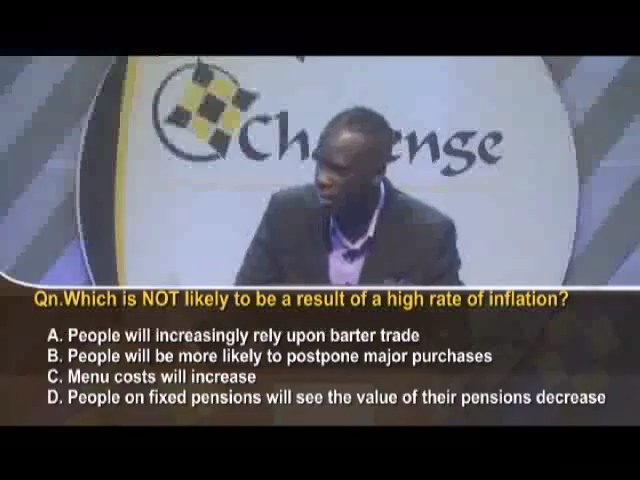 Challenge
Qn.Which is NOT likely to be a result of a high rate of inflation?
A. People will increasingly rely upon barter trade
B. People will be more likely to postpone major purchases
C. Menu costs will increase
D. People on fixed pensions will see the value of their pensions decrease